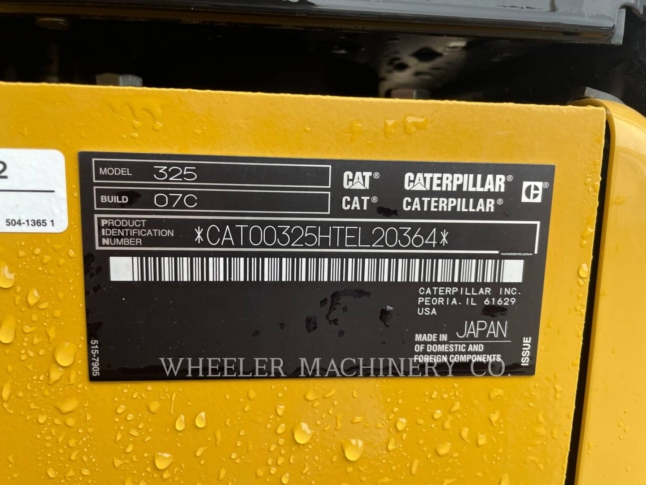 2
504-1365 1
MODEL 325
BUILD 07C
CAT® CATERPILLAR® C
CAT® CATERPILLAR®
PRODUCT IDENTIFICATION NUMBER *CAT00325HTEL20364*
CATERPILLAR INC.
PEORIA, IL 61629
USA
MADE IN JAPAN
OF DOMESTIC AND
FOREIGN COMPONENTS
ISSUE
515-7905
WHEELER MACHINERY CO.